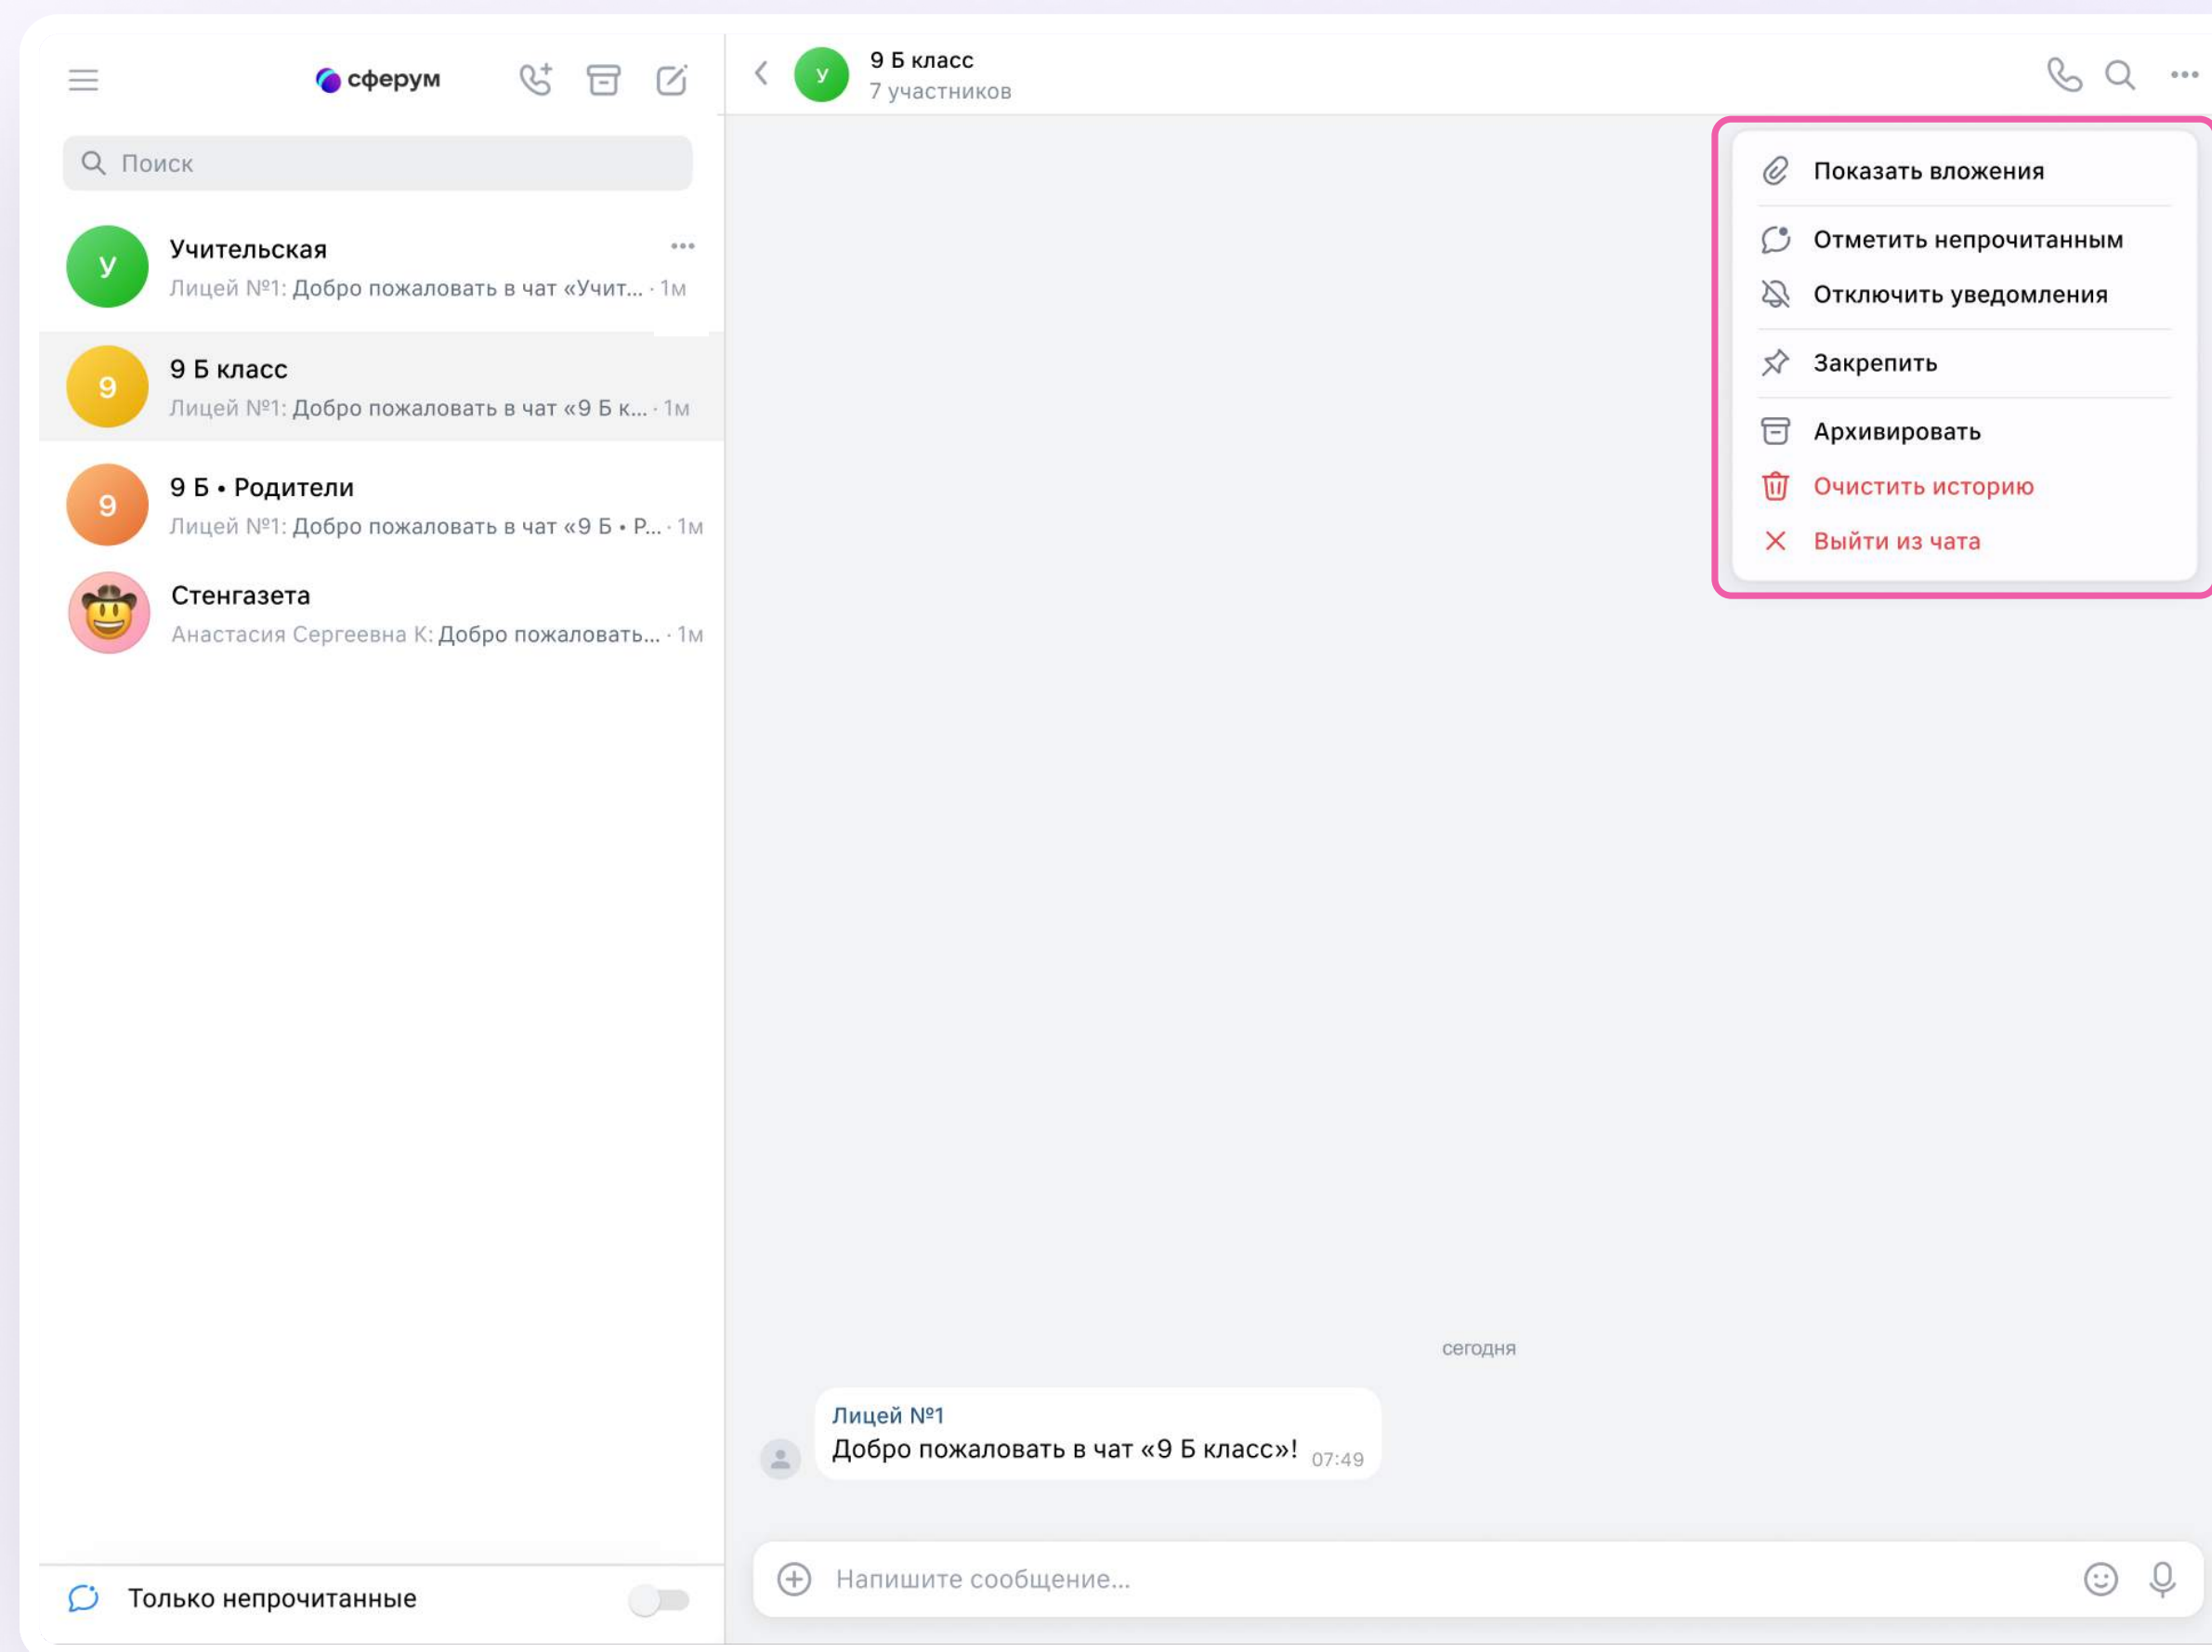 сферум
Поиск
У
Учительская
Лицей №1: Добро пожаловать в чат «Учит... · 1м
9
9 Б класс
Лицей №1: Добро пожаловать в чат «9 Б к... · 1м
9
9 Б • Родители
Лицей №1: Добро пожаловать в чат «9 Б • Р... · 1м
Стенгазета
Анастасия Сергеевна К: Добро пожаловать... · 1м
Только непрочитанные
У
9 Б класс
7 участников
Показать вложения
Отметить непрочитанным
Отключить уведомления
Закрепить
Архивировать
Очистить историю
Выйти из чата
сегодня
Лицей №1
Добро пожаловать в чат «9 Б класс»! 07:49
Напишите сообщение...